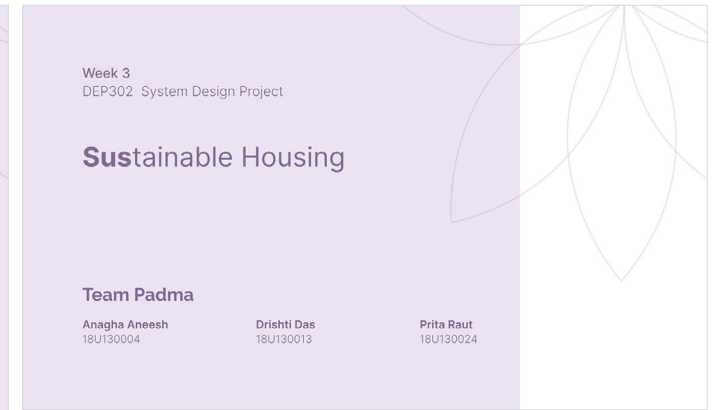 Week 3
DEP302 System Design Project
Sustainable Housing
Team Padma
Anagha Aneesh Drishti Das Prita Raut
18U130004 18U130013 18U130024